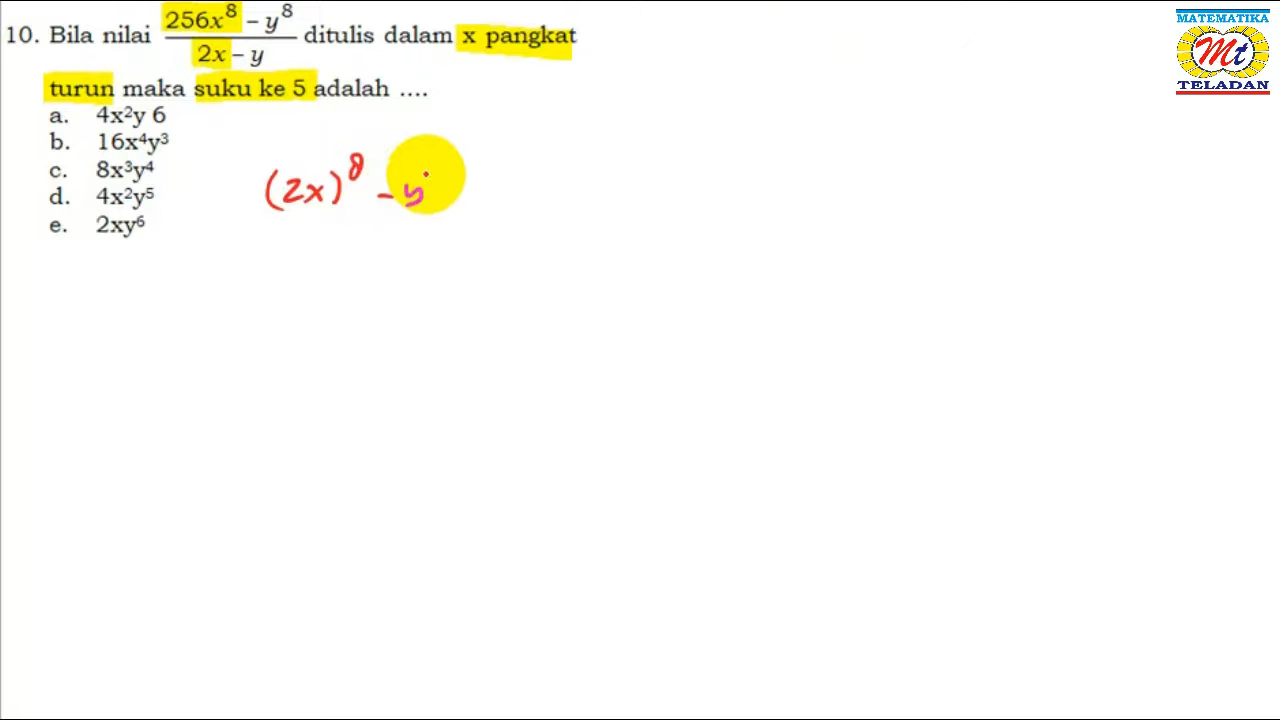 10. Bila nilai (256x⁸ – y⁸)/(2x – y) ditulis dalam x pangkat
turun maka suku ke 5 adalah ....
a. 4x²y 6
b. 16x⁴y³
c. 8x³y⁴
d. 4x²y⁵
e. 2xy⁶
(2x)⁸ – y
MATEMATIKA
Mt
TELADAN